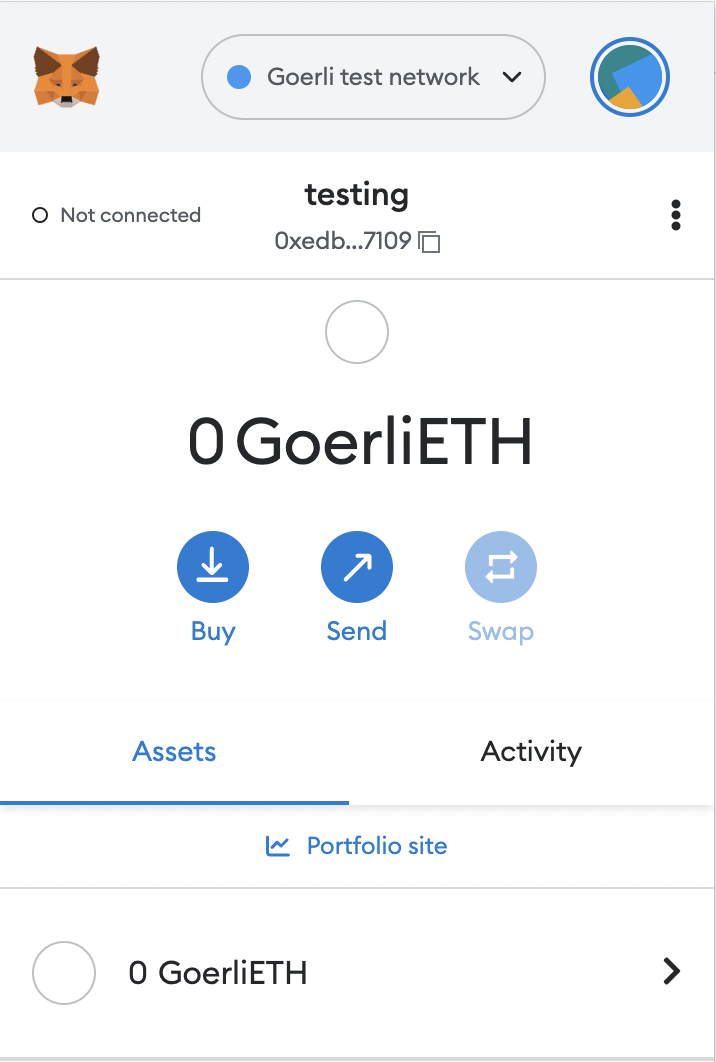 Goerli test network
testing
Not connected
0xedb...7109
0 GoerliETH
Buy Send Swap
Assets Activity
Portfolio site
0 GoerliETH